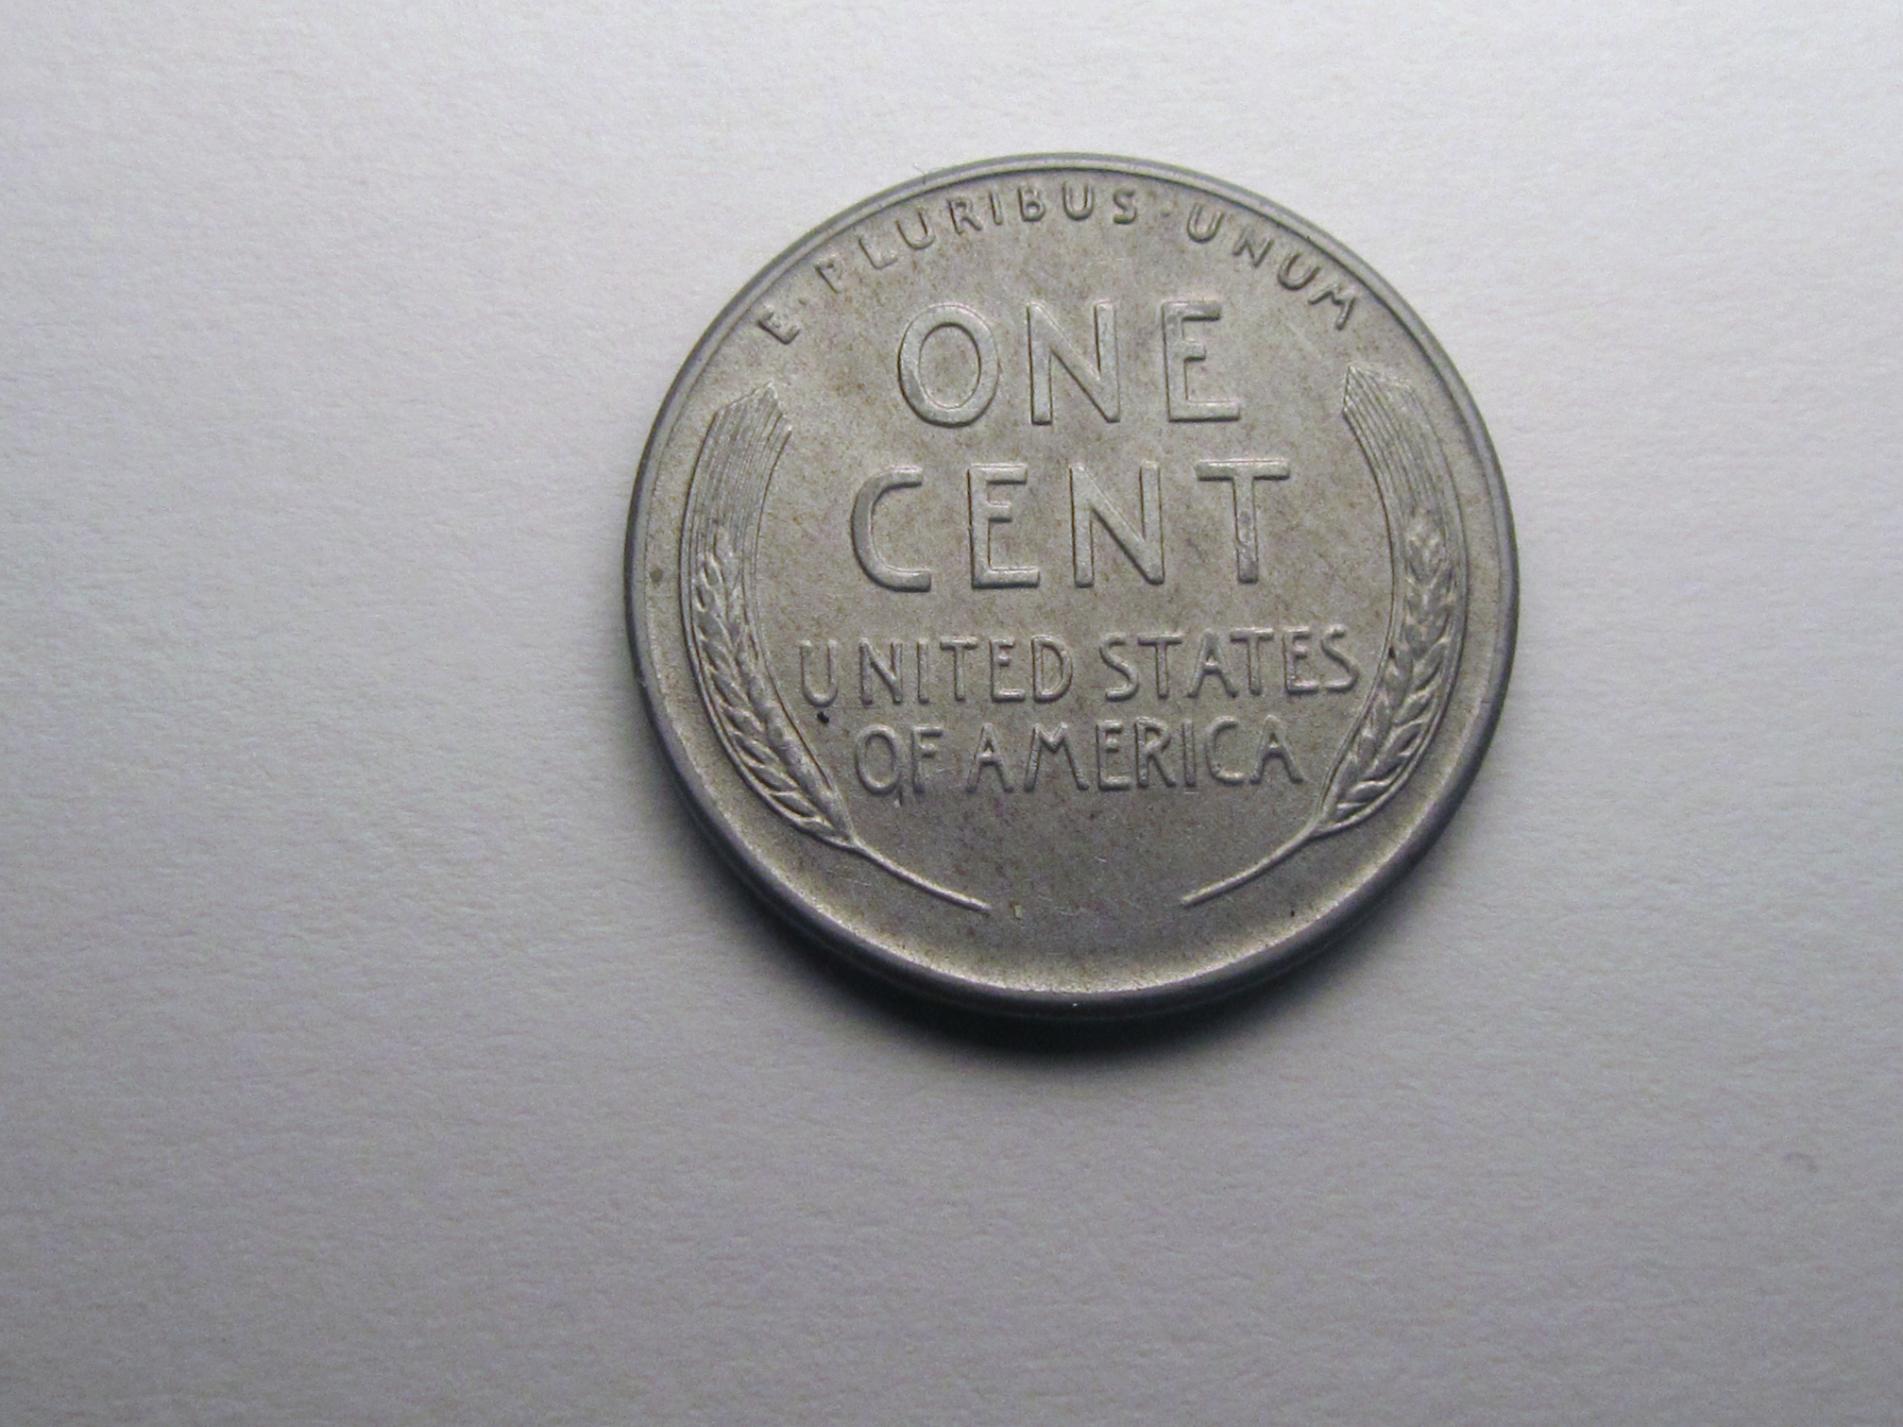 E·PLURIBUS·UNUM
ONE
CENT
UNITED STATES
OF AMERICA